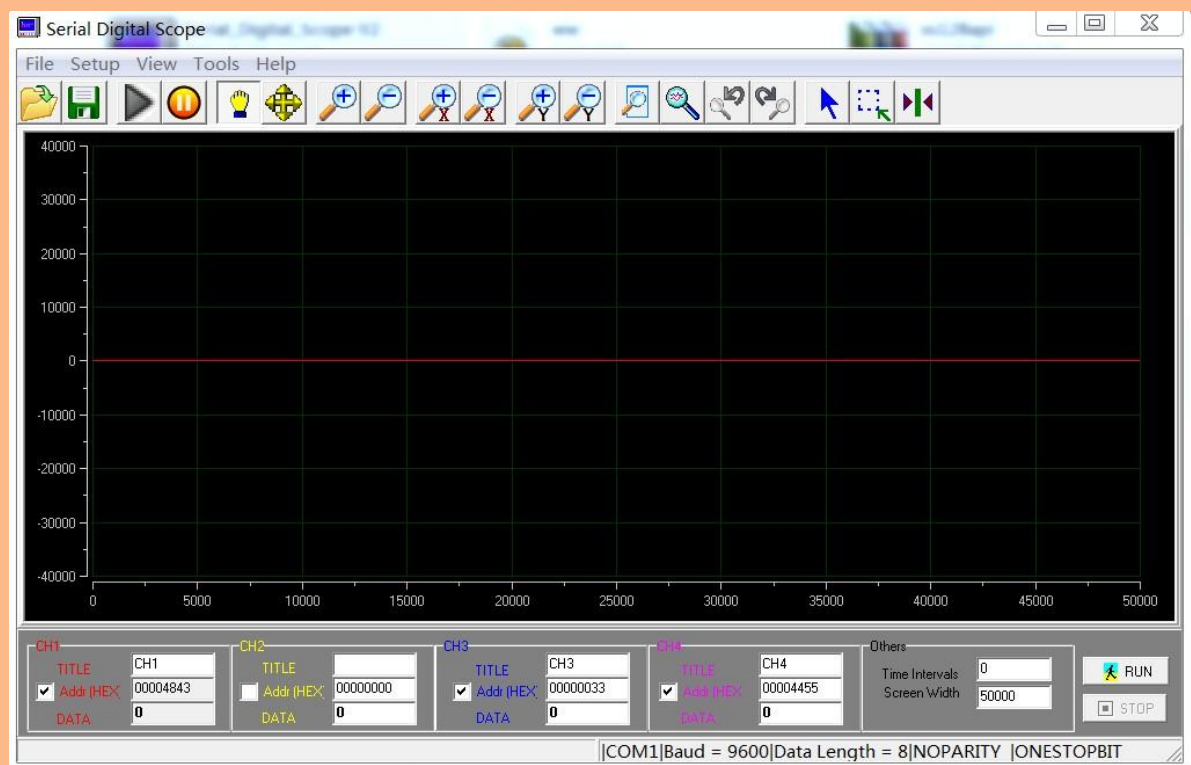 Serial Digital Scope
File Setup View Tools Help
X X Y Y
40000
30000
20000
10000
0
-10000
-20000
-30000
-40000
0 5000 10000 15000 20000 25000 30000 35000 40000 45000 50000
CH1 CH2 CH3 CH4 Others
TITLE CH1 TITLE TITLE CH3 TITLE CH4 Time Intervals 0 RUN
Addr (HEX 00004843 Addr (HEX 00000000 Addr (HEX 00000033 Addr (HEX 00004455 Screen Width 50000
DATA 0 DATA 0 DATA 0 DATA 0 STOP
|COM1|Baud = 9600|Data Length = 8|NOPARITY |ONESTOPBIT